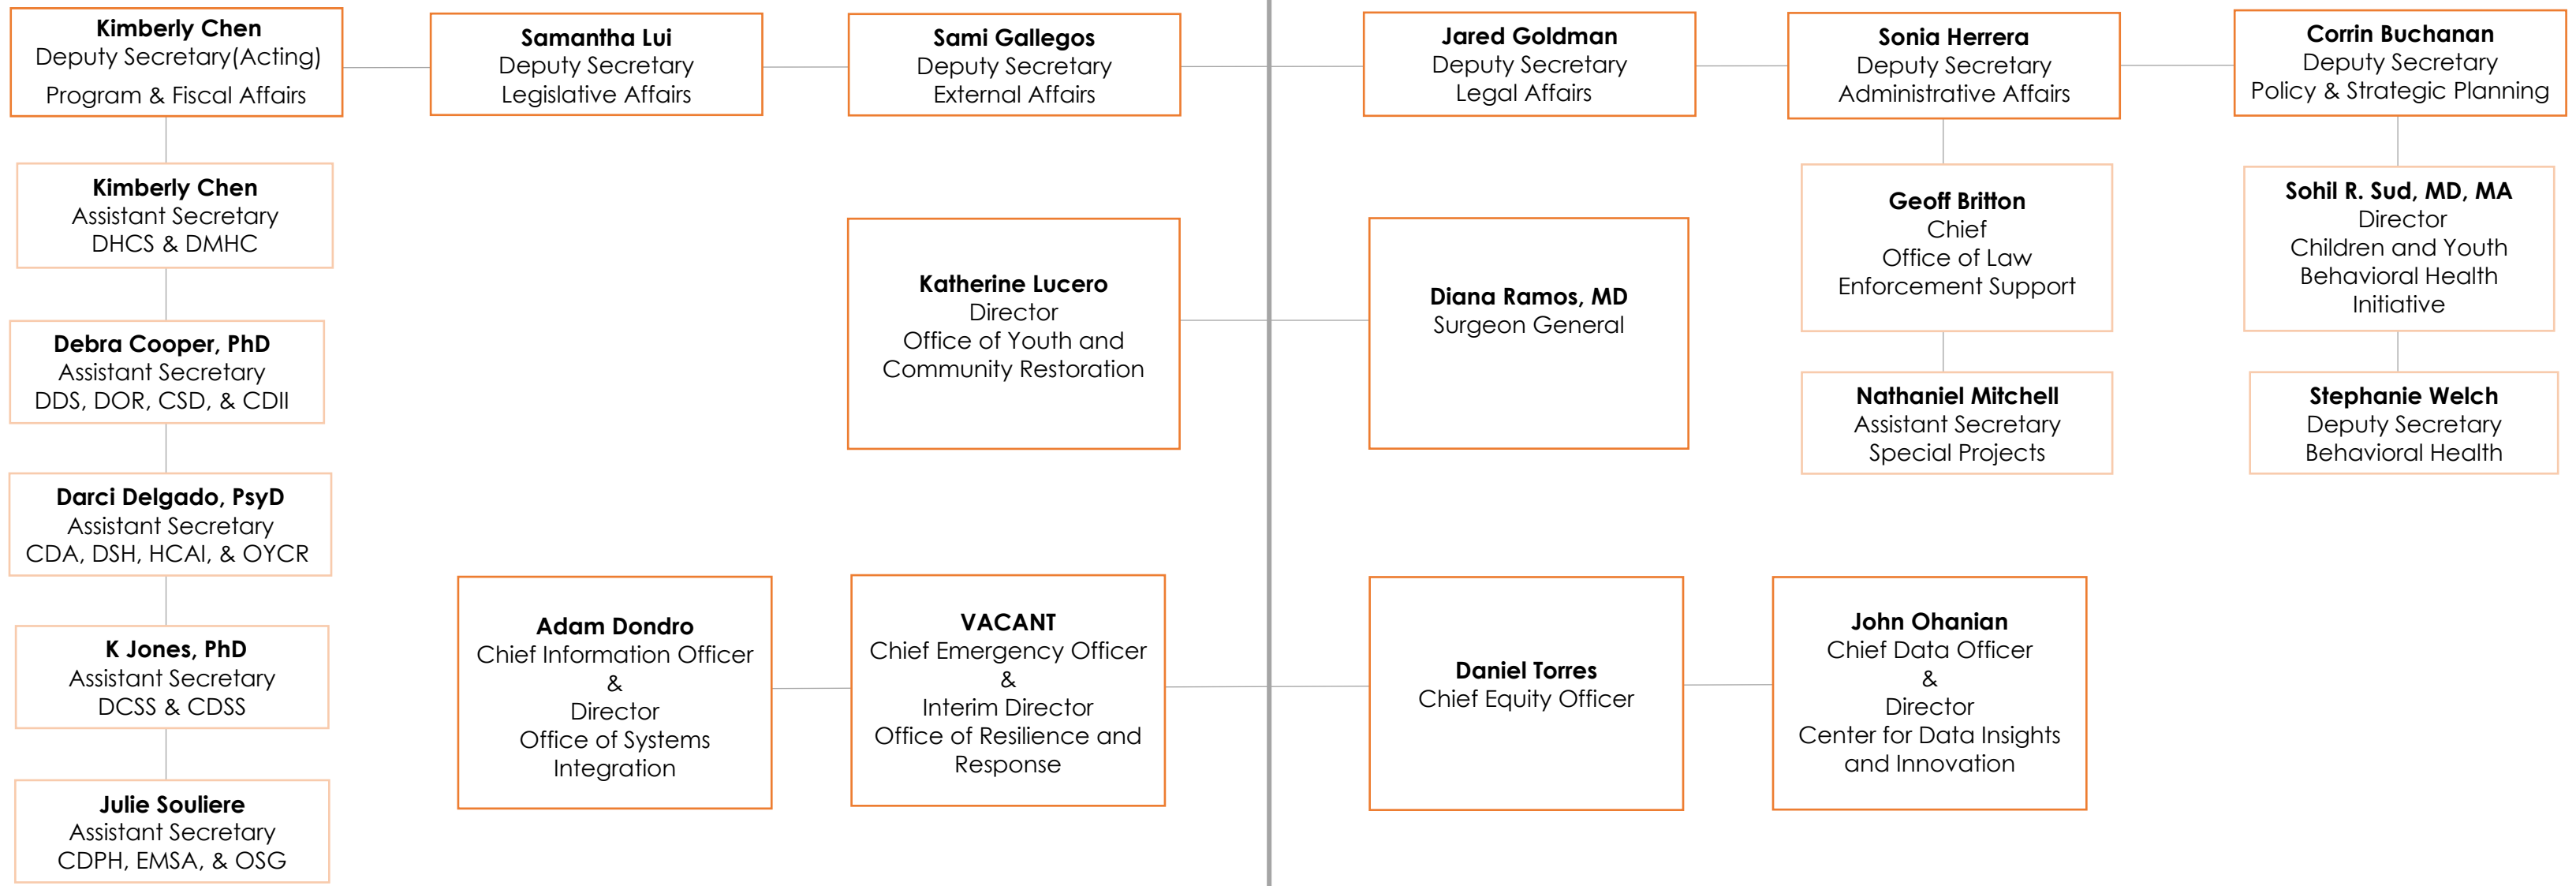 Kimberly Chen
Deputy Secretary(Acting)
Program & Fiscal Affairs
Samantha Lui
Deputy Secretary
Legislative Affairs
Sami Gallegos
Deputy Secretary
External Affairs
Jared Goldman
Deputy Secretary
Legal Affairs
Sonia Herrera
Deputy Secretary
Administrative Affairs
Corrin Buchanan
Deputy Secretary
Policy & Strategic Planning
Kimberly Chen
Assistant Secretary
DHCS & DMHC
Debra Cooper, PhD
Assistant Secretary
DDS, DOR, CSD, & CDII
Darci Delgado, PsyD
Assistant Secretary
CDA, DSH, HCAI, & OYCR
K Jones, PhD
Assistant Secretary
DCSS & CDSS
Julie Souliere
Assistant Secretary
CDPH, EMSA, & OSG
Katherine Lucero
Director
Office of Youth and
Community Restoration
Diana Ramos, MD
Surgeon General
Geoff Britton
Chief
Office of Law
Enforcement Support
Nathaniel Mitchell
Assistant Secretary
Special Projects
Sohil R. Sud, MD, MA
Director
Children and Youth
Behavioral Health
Initiative
Stephanie Welch
Deputy Secretary
Behavioral Health
Adam Dondro
Chief Information Officer
&
Director
Office of Systems
Integration
VACANT
Chief Emergency Officer
&
Interim Director
Office of Resilience and
Response
Daniel Torres
Chief Equity Officer
John Ohanian
Chief Data Officer
&
Director
Center for Data Insights
and Innovation